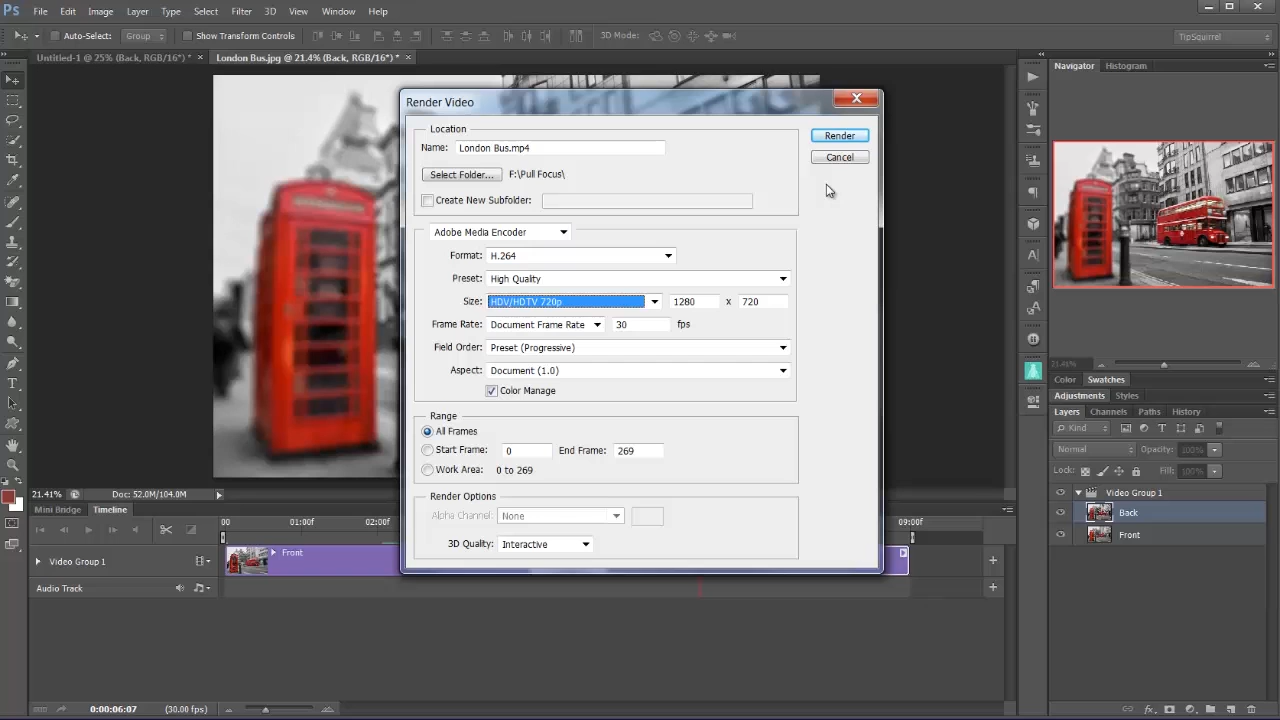 Ps File Edit Image Layer Type Select Filter 3D View Window Help
Auto-Select: Group Show Transform Controls 3D Mode: TipSquirrel
Untitled-1 @ 25% (Back, RGB/16*) * × London Bus.jpg @ 21.4% (Back, RGB/16*) * ×
Navigator Histogram
Render Video
Location
Name: London Bus.mp4
Render
Select Folder... F:\Pull Focus\
Cancel
Create New Subfolder:
Adobe Media Encoder
Format: H.264
Preset: High Quality
Size: HDV/HDTV 720p 1280 x 720
Frame Rate: Document Frame Rate 30 fps
Field Order: Preset (Progressive)
Aspect: Document (1.0)
Color Manage
Range
All Frames
Start Frame: 0 End Frame: 269
Work Area: 0 to 269
Render Options
Alpha Channel: None
3D Quality: Interactive
21.41%
Color Swatches
Adjustments Styles
Layers Channels Paths History
Kind
Normal Opacity: 100%
Lock: Fill: 100%
Video Group 1
Back
Front
21.41% Doc: 52.0M/104.0M
Mini Bridge Timeline
00 01:00f 02:00f 09:00f
Video Group 1 Front
Audio Track
0:00:06:07 (30.00 fps)